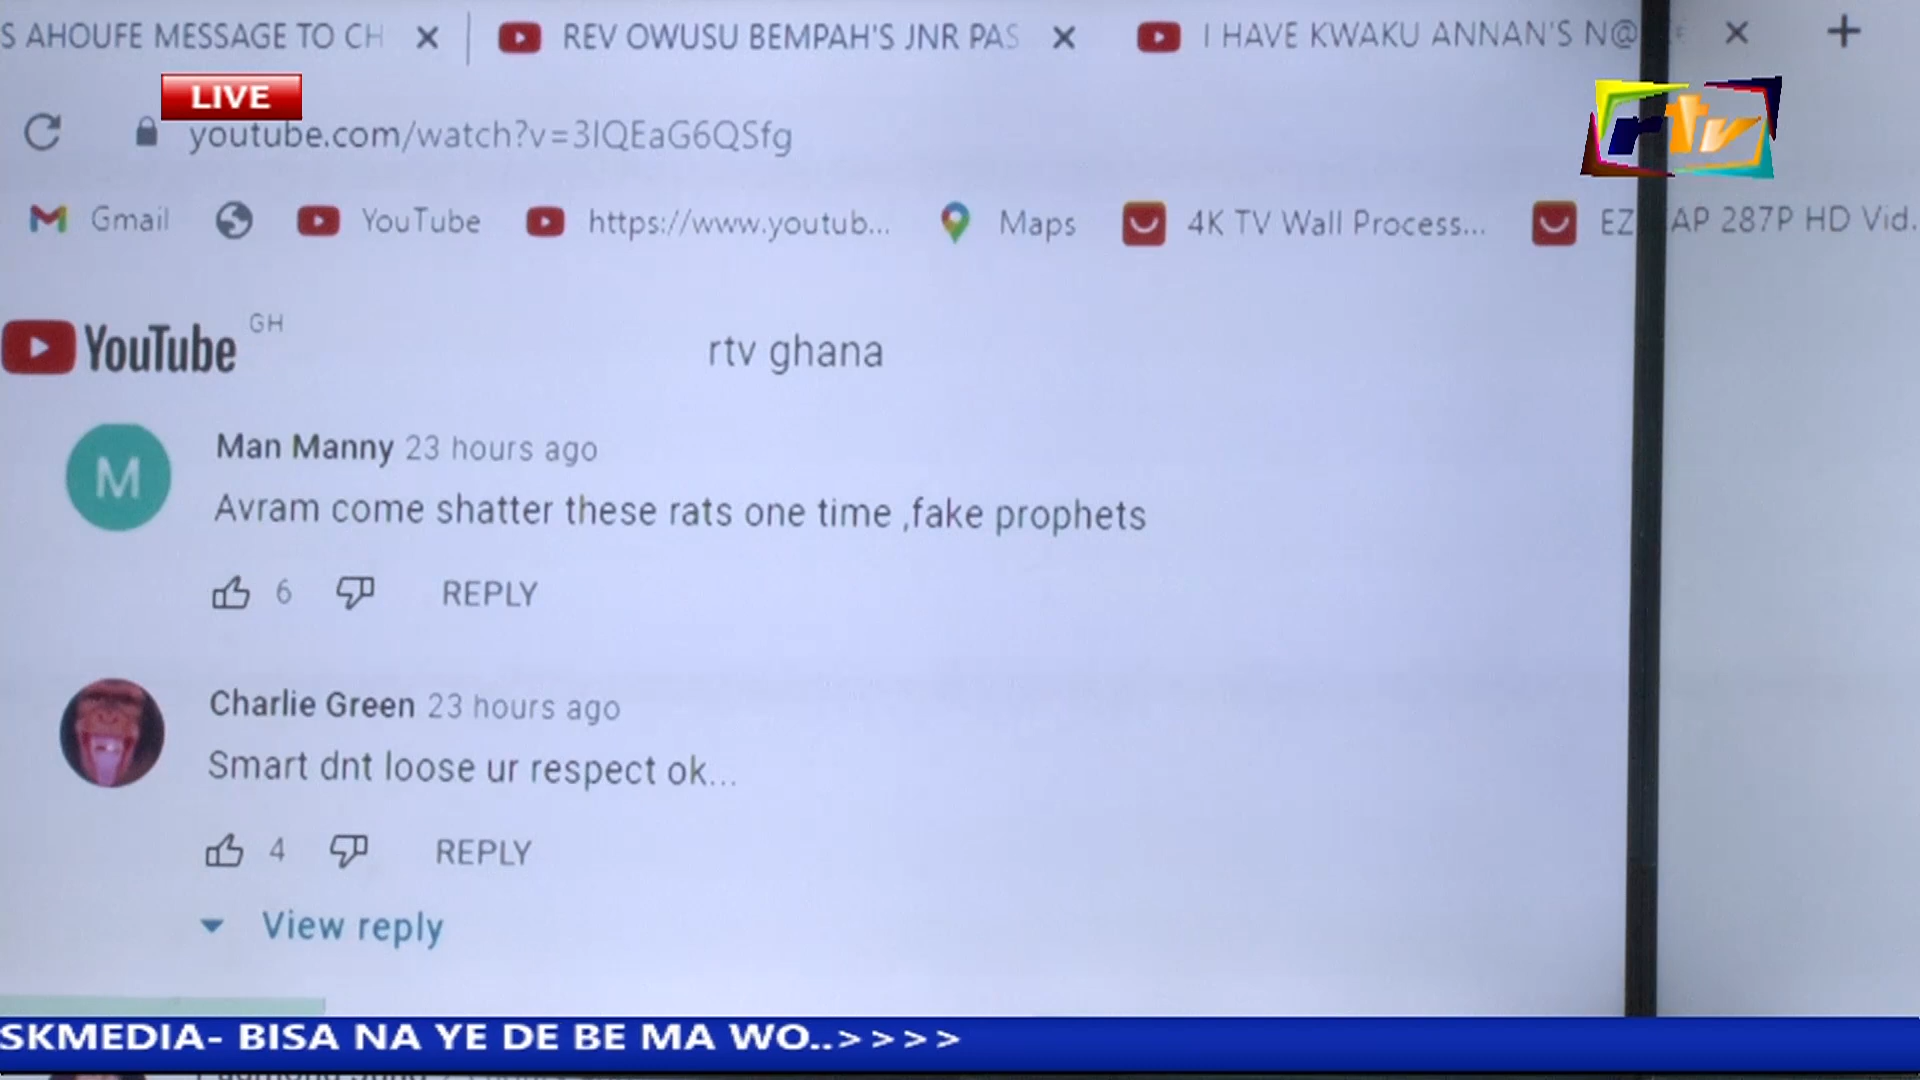 S AHOUFE MESSAGE TO CH
REV OWUSU BEMPAH'S JNR PAS
I HAVE KWAKU ANNAN'S N@
LIVE
youtube.com/watch?v=3IQEaG6QSfg
rtv
Gmail
YouTube
https://www.youtub...
Maps
4K TV Wall Process...
EZ AP 287P HD Vid.
YouTube GH
rtv ghana
M
Man Manny 23 hours ago
Avram come shatter these rats one time ,fake prophets
6 REPLY
Charlie Green 23 hours ago
Smart dnt loose ur respect ok...
4 REPLY
View reply
SKMEDIA- BISA NA YE DE BE MA WO..>>>>